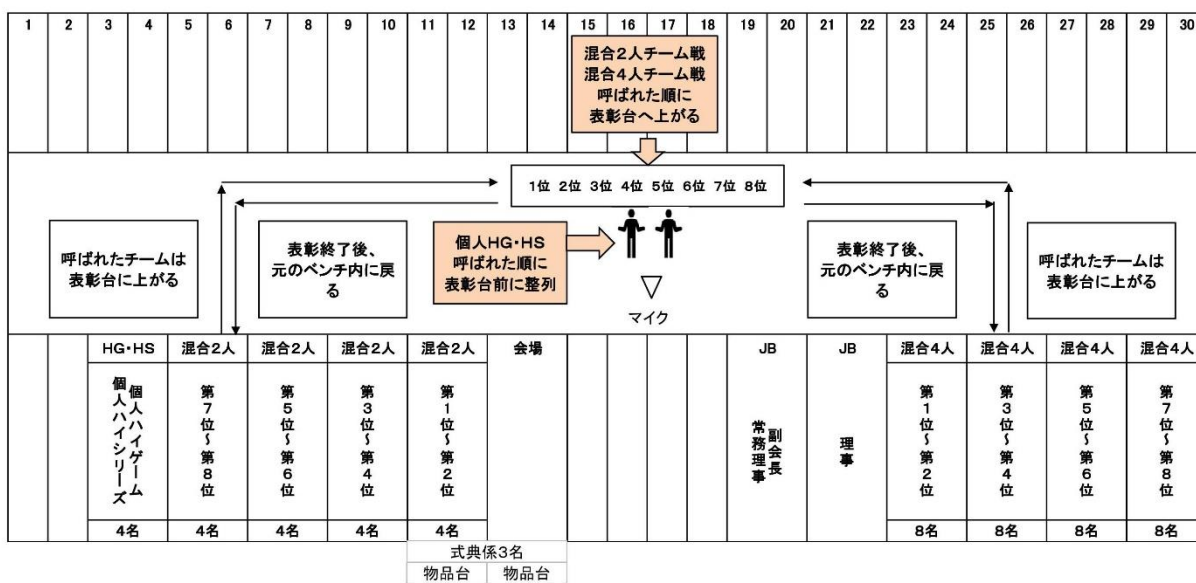 1 2 3 4 5 6 7 8 9 10 11 12 13 14 15 16 17 18 19 20 21 22 23 24 25 26 27 28 29 30
混合2人チーム戦
混合4人チーム戦
呼ばれた順に
表彰台へ上がる
1位 2位 3位 4位 5位 6位 7位 8位
呼ばれたチームは
表彰台に上がる
表彰終了後、
元のベンチ内に戻
る
個人HG・HS
呼ばれた順に
表彰台前に整列
マイク
表彰終了後、
元のベンチ内に戻
る
呼ばれたチームは
表彰台に上がる
HG・HS 混合2人 混合2人 混合2人 混合2人 会場 JB JB 混合4人 混合4人 混合4人 混合4人
個人ハイゲーム
個人ハイシリーズ
第7位~第8位
第5位~第6位
第3位~第4位
第1位~第2位
副会長
常務理事
理事
第1位~第2位
第3位~第4位
第5位~第6位
第7位~第8位
4名 4名 4名 4名 4名 8名 8名 8名 8名
式典係3名
物品台 物品台